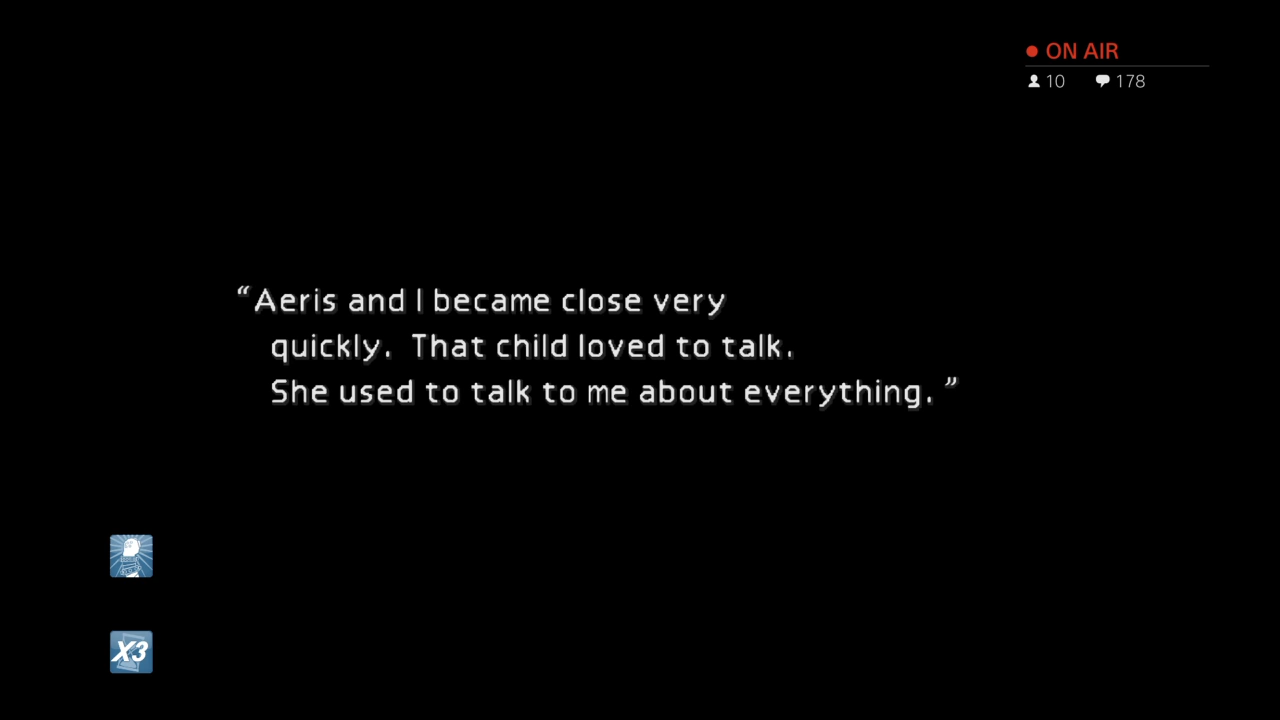 ON AIR
10 178
“Aeris and I became close very
quickly. That child loved to talk.
She used to talk to me about everything.”
X3